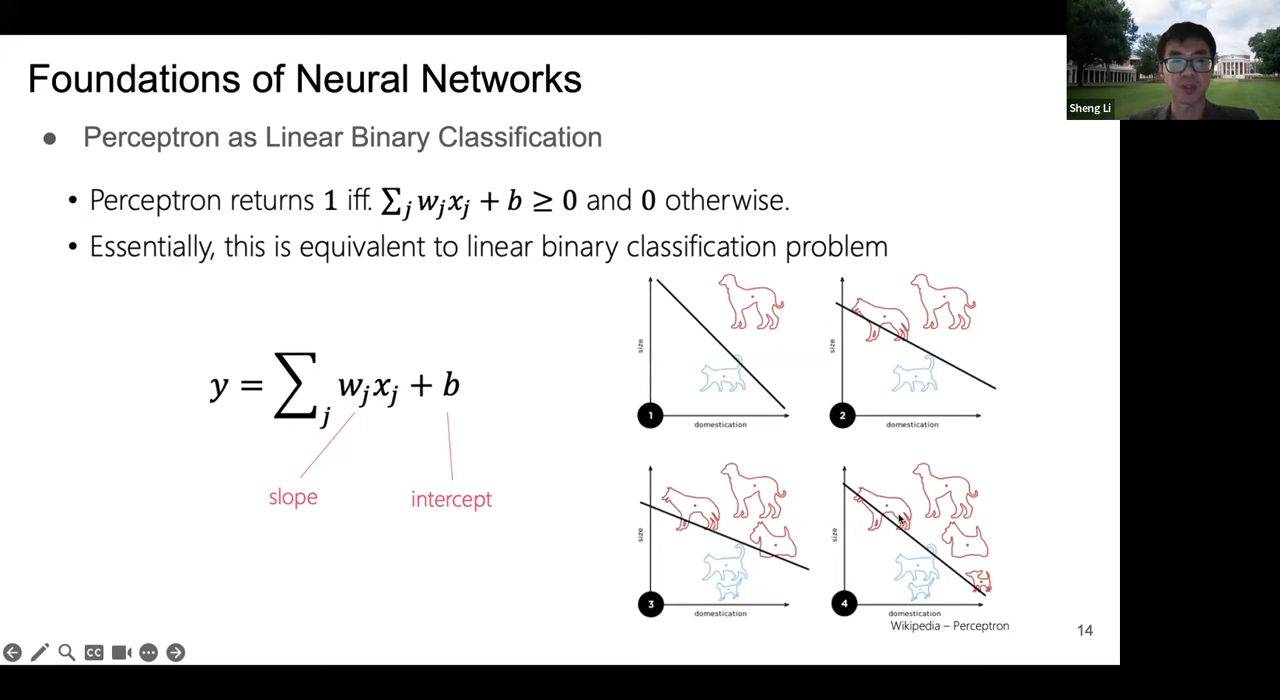 Sheng Li
Foundations of Neural Networks
● Perceptron as Linear Binary Classification
• Perceptron returns 1 iff. ∑ⱼ wⱼxⱼ + b ≥ 0 and 0 otherwise.
• Essentially, this is equivalent to linear binary classification problem
y = ∑ⱼ wⱼxⱼ + b
slope
intercept
size
1
domestication
size
2
domestication
size
3
domestication
size
4
domestication
Wikipedia – Perceptron
14
CC